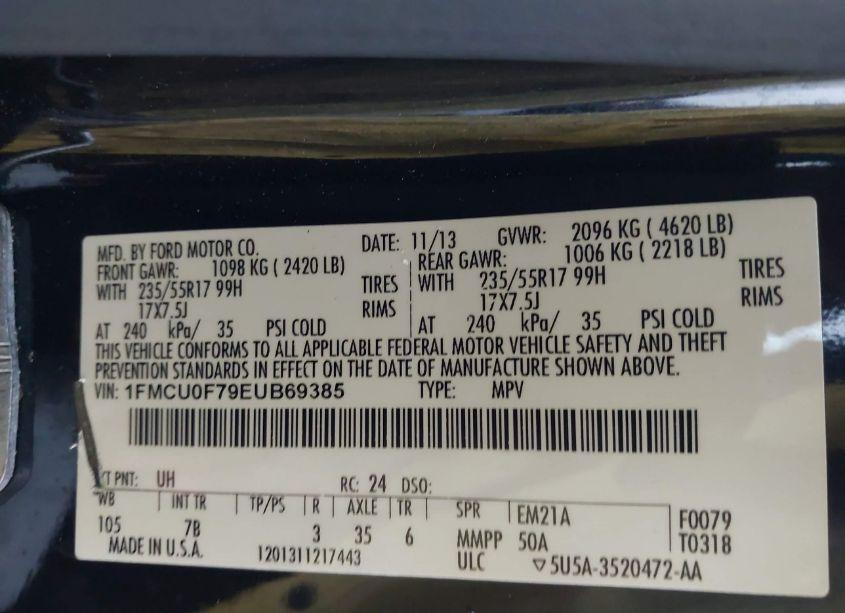 MFD. BY FORD MOTOR CO. DATE: 11/13 GVWR: 2096 KG ( 4620 LB)
FRONT GAWR: 1098 KG ( 2420 LB) REAR GAWR: 1006 KG ( 2218 LB)
WITH 235/55R17 99H TIRES WITH 235/55R17 99H TIRES
17X7.5J RIMS 17X7.5J RIMS
AT 240 kPa/ 35 PSI COLD AT 240 kPa/ 35 PSI COLD
THIS VEHICLE CONFORMS TO ALL APPLICABLE FEDERAL MOTOR VEHICLE SAFETY AND THEFT
PREVENTION STANDARDS IN EFFECT ON THE DATE OF MANUFACTURE SHOWN ABOVE.
VIN: 1FMCU0F79EUB69385 TYPE: MPV
PNT: UH RC: 24 DSO:
WB INT TR TP/PS R AXLE TR SPR EM21A F0079
105 7B 3 35 6 MMPP 50A T0318
MADE IN U.S.A. 1201311217443 ULC ▽5U5A-3520472-AA